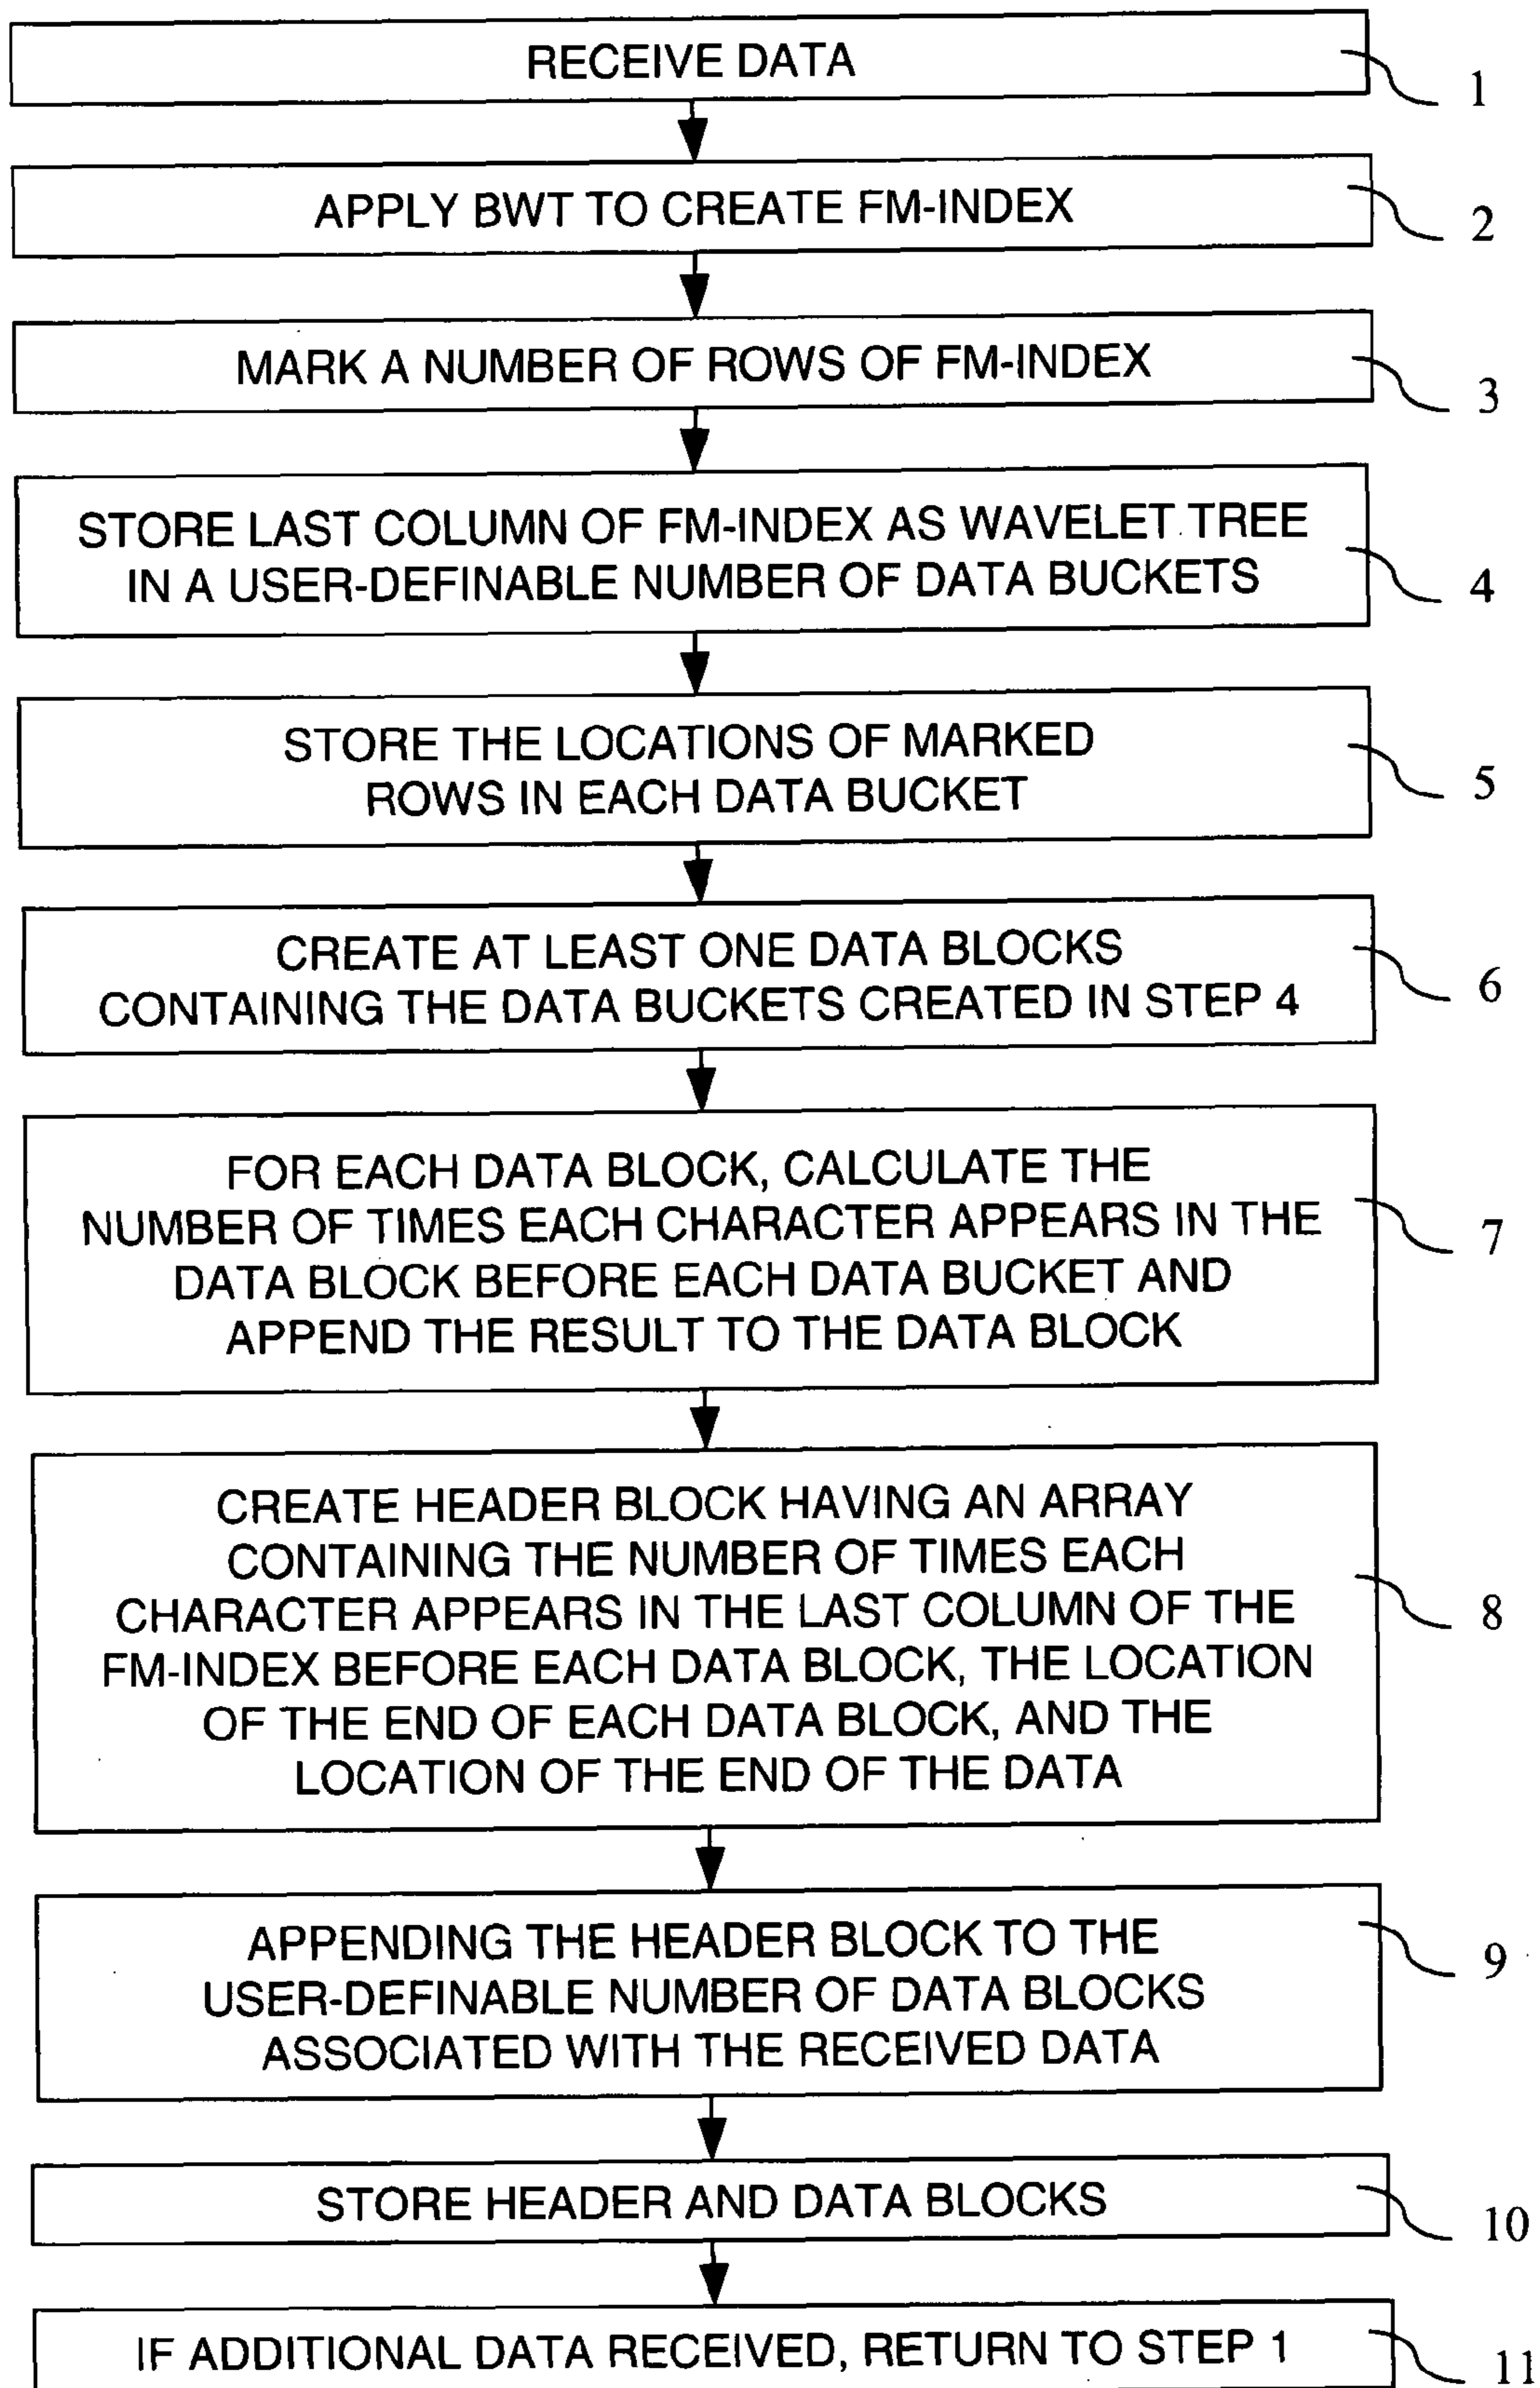 RECEIVE DATA
1
APPLY BWT TO CREATE FM-INDEX
2
MARK A NUMBER OF ROWS OF FM-INDEX
3
STORE LAST COLUMN OF FM-INDEX AS WAVELET TREE
IN A USER-DEFINABLE NUMBER OF DATA BUCKETS
4
STORE THE LOCATIONS OF MARKED
ROWS IN EACH DATA BUCKET
5
CREATE AT LEAST ONE DATA BLOCKS
CONTAINING THE DATA BUCKETS CREATED IN STEP 4
6
FOR EACH DATA BLOCK, CALCULATE THE
NUMBER OF TIMES EACH CHARACTER APPEARS IN THE
DATA BLOCK BEFORE EACH DATA BUCKET AND
APPEND THE RESULT TO THE DATA BLOCK
7
CREATE HEADER BLOCK HAVING AN ARRAY
CONTAINING THE NUMBER OF TIMES EACH
CHARACTER APPEARS IN THE LAST COLUMN OF THE
FM-INDEX BEFORE EACH DATA BLOCK, THE LOCATION
OF THE END OF EACH DATA BLOCK, AND THE
LOCATION OF THE END OF THE DATA
8
APPENDING THE HEADER BLOCK TO THE
USER-DEFINABLE NUMBER OF DATA BLOCKS
ASSOCIATED WITH THE RECEIVED DATA
9
STORE HEADER AND DATA BLOCKS
10
IF ADDITIONAL DATA RECEIVED, RETURN TO STEP 1
11